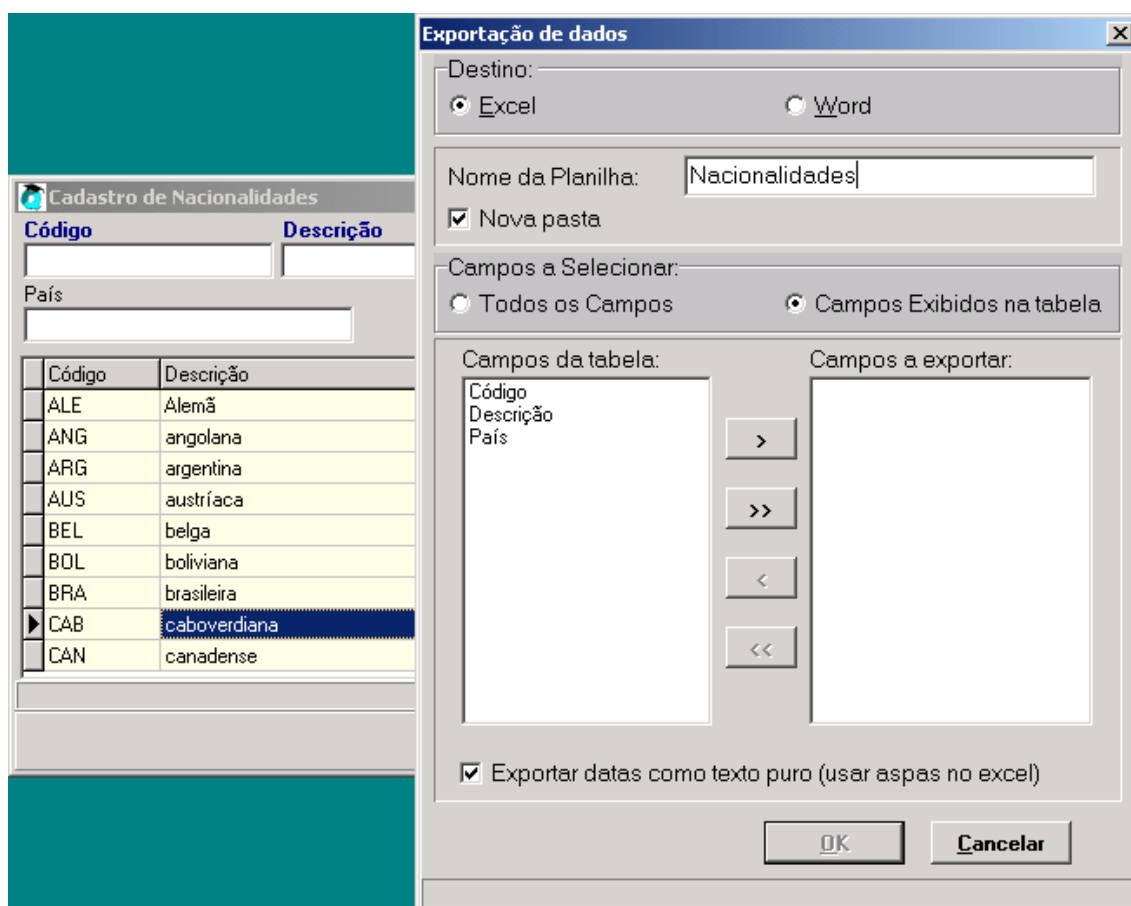 Exportação de dados
Destino:
Excel Word
Nome da Planilha: Nacionalidades
Nova pasta
Campos a Selecionar:
Todos os Campos Campos Exibidos na tabela
Campos da tabela: Campos a exportar:
Código
Descrição
País
>
>>
<
<<
Exportar datas como texto puro (usar aspas no excel)
OK Cancelar
Cadastro de Nacionalidades
Código Descrição
País
Código Descrição
ALE Alemã
ANG angolana
ARG argentina
AUS austríaca
BEL belga
BOL boliviana
BRA brasileira
CAB caboverdiana
CAN canadense